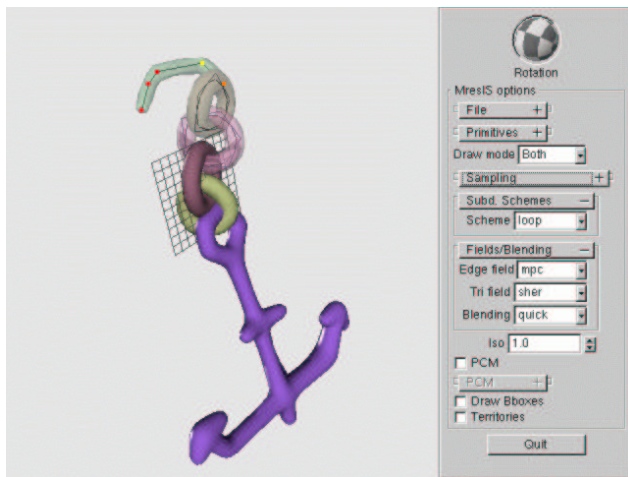 Rotation
MresIS options
File +
Primitives +
Draw mode Both
Sampling +
Subd. Schemes −
Scheme loop
Fields/Blending −
Edge field mpc
Tri field sher
Blending quick
Iso 1.0
PCM
PCM +
Draw Bboxes
Territories
Quit